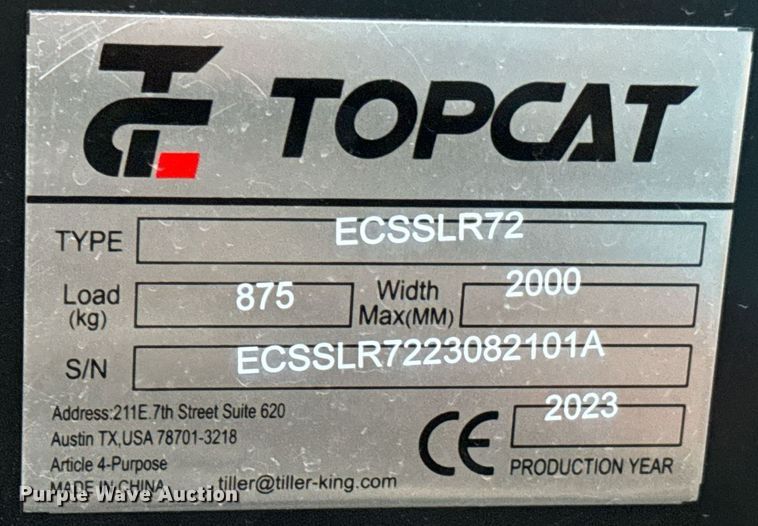 TC TOPCAT
TYPE ECSSLR72
Load (kg) 875 Width Max(MM) 2000
S/N ECSSLR7223082101A
Address:211E.7th Street Suite 620
Austin TX,USA 78701-3218
Article 4-Purpose
MADE IN CHINA tiller@tiller-king.com
CE 2023
PRODUCTION YEAR
Purple Wave Auction